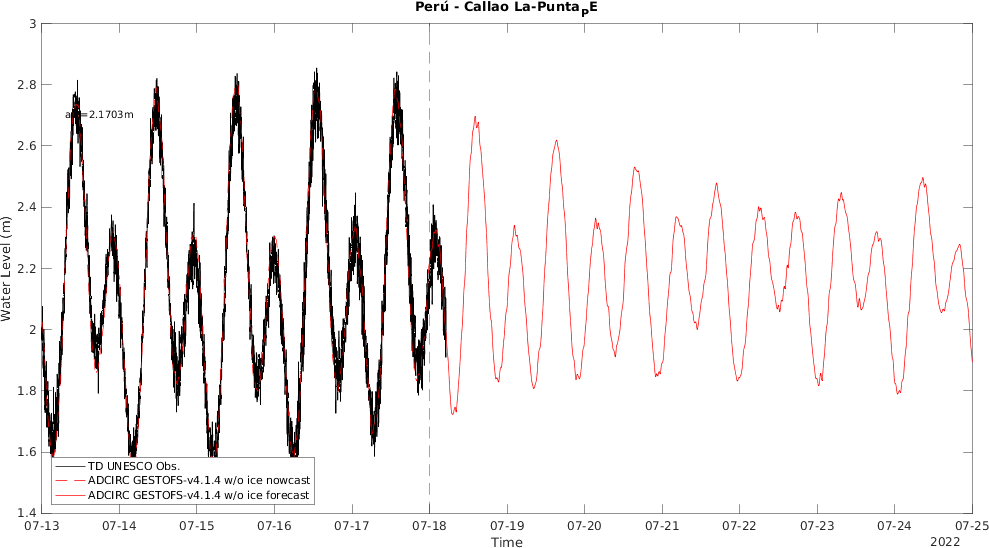 Perú - Callao La-PuntaPE
3
2.8
2.6
2.4
2.2
2
1.8
1.6
1.4
Water Level (m)
=2.1703m
TD UNESCO Obs.
ADCIRC GESTOFS-v4.1.4 w/o ice nowcast
ADCIRC GESTOFS-v4.1.4 w/o ice forecast
07-13 07-14 07-15 07-16 07-17 07-18 07-19 07-20 07-21 07-22 07-23 07-24 07-25
Time
2022